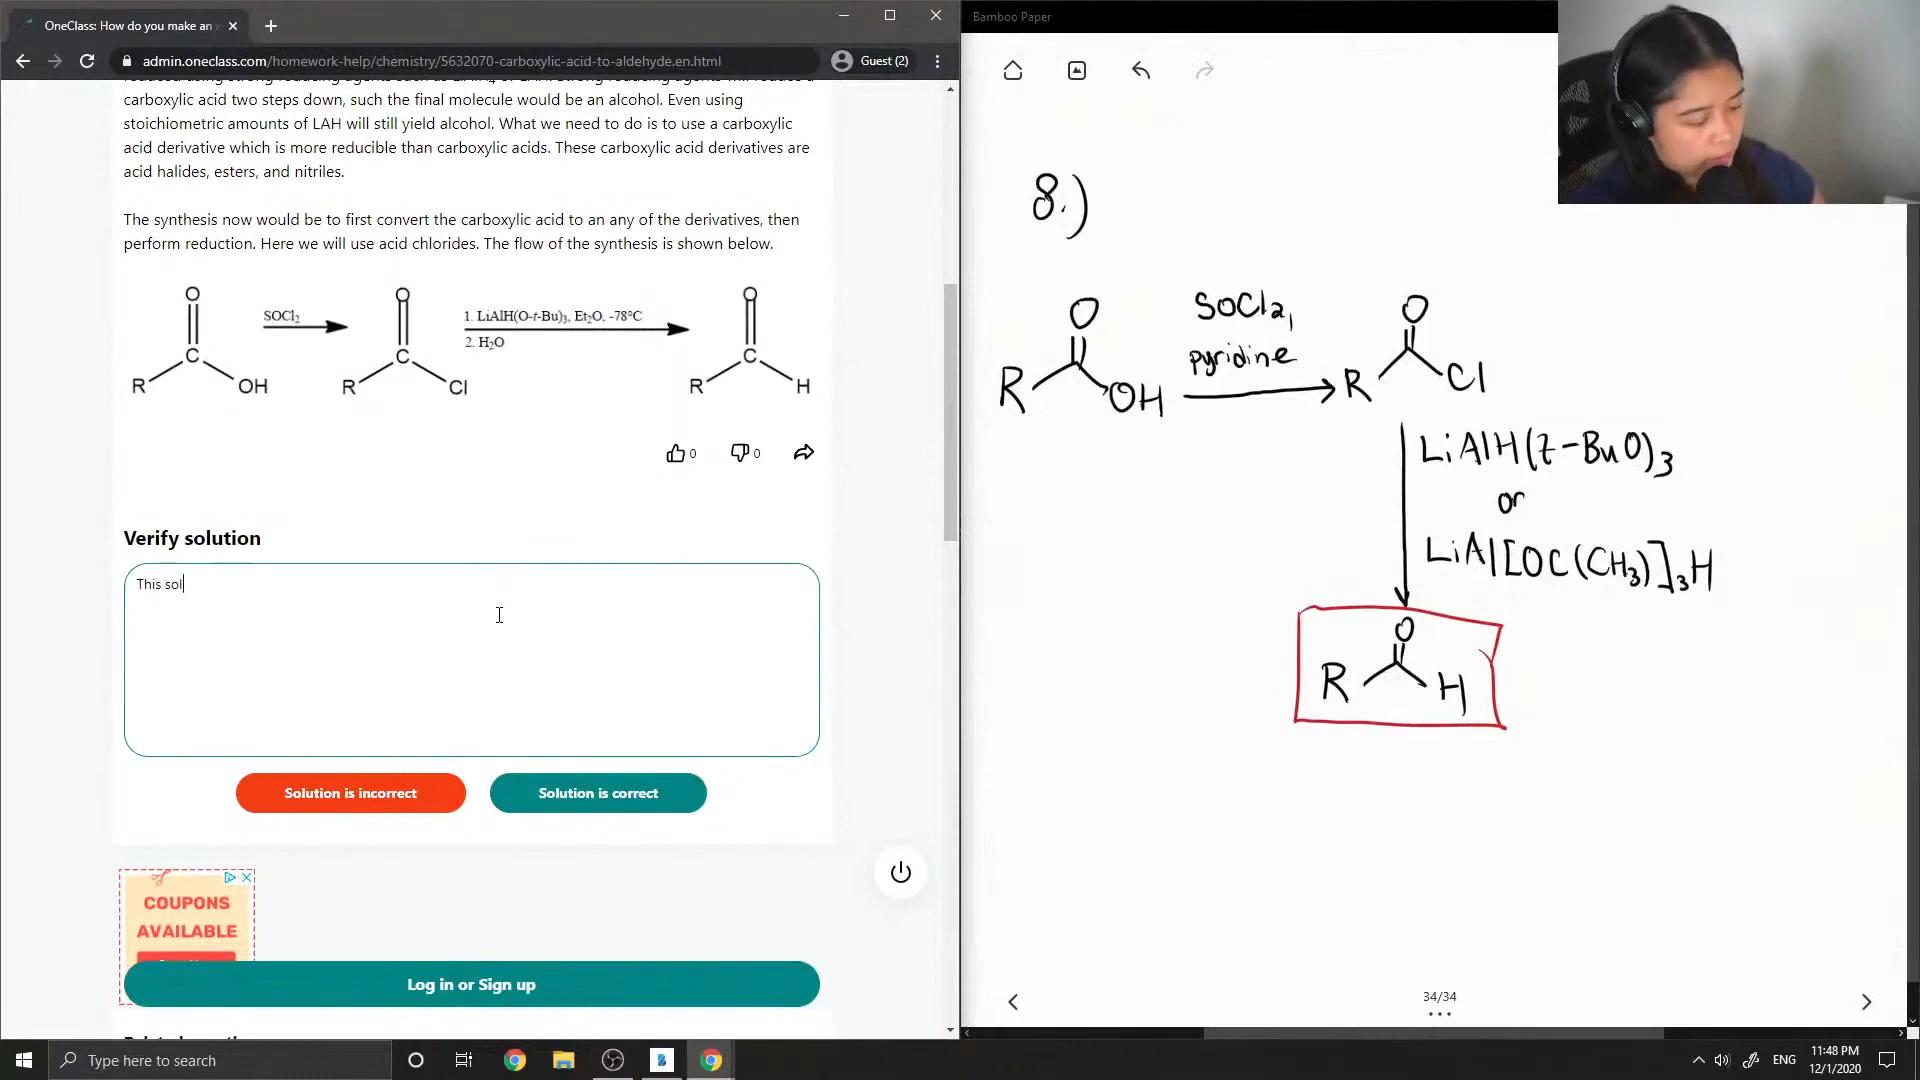 OneClass: How do you make an
Bamboo Paper
admin.oneclass.com/homework-help/chemistry/5632070-carboxylic-acid-to-aldehyde.en.html
Guest (2)
carboxylic acid two steps down, such the final molecule would be an alcohol. Even using
stoichiometric amounts of LAH will still yield alcohol. What we need to do is to use a carboxylic
acid derivative which is more reducible than carboxylic acids. These carboxylic acid derivatives are
acid halides, esters, and nitriles.
The synthesis now would be to first convert the carboxylic acid to an any of the derivatives, then
perform reduction. Here we will use acid chlorides. The flow of the synthesis is shown below.
O
C
R
OH
SOCl₂
O
C
R
Cl
1. LiAlH(O-t-Bu)₃, Et₂O, -78°C
2. H₂O
O
C
R
H
0
0
Verify solution
This sol
Solution is incorrect
Solution is correct
COUPONS
AVAILABLE
Log in or Sign up
8.)
O
R
OH
SOCl₂,
pyridine
O
R
Cl
LiAlH(t-BuO)₃
or
LiAl[OC(CH₃)]₃H
O
R
H
34/34
Type here to search
ENG
11:48 PM
12/1/2020